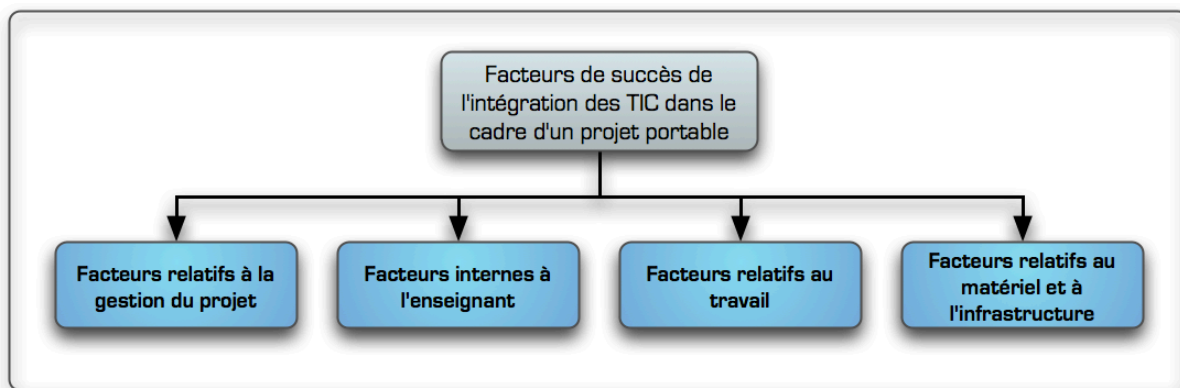 Facteurs de succès de
l'intégration des TIC dans le
cadre d'un projet portable
Facteurs relatifs à la
gestion du projet
Facteurs internes à
l'enseignant
Facteurs relatifs au
travail
Facteurs relatifs au
matériel et à
l'infrastructure